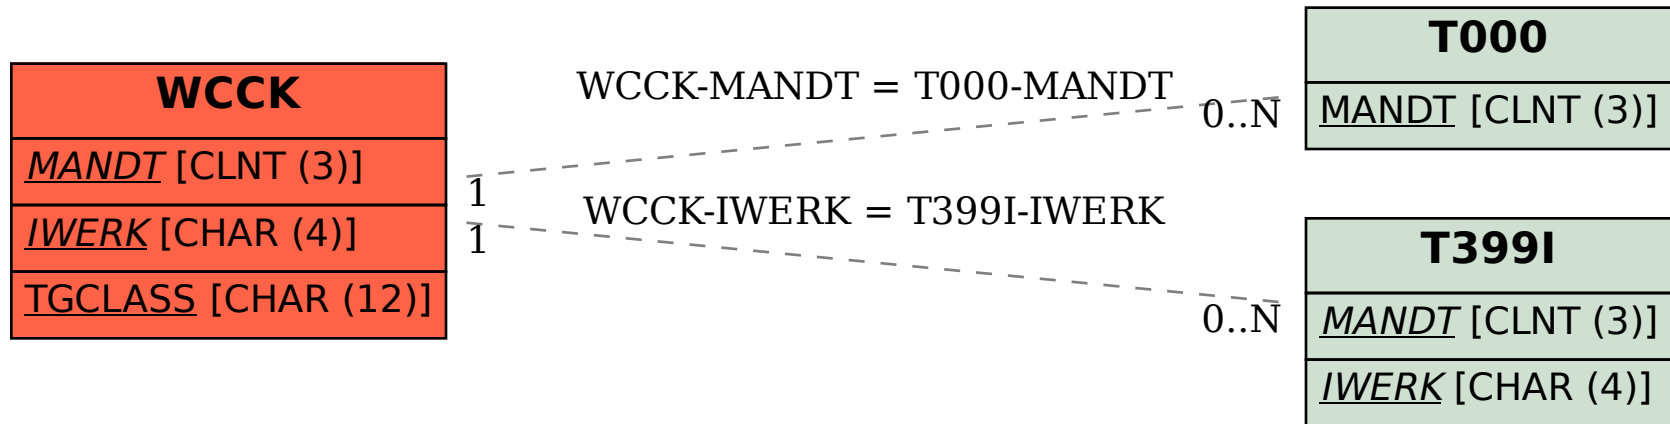 WCCK
MANDT [CLNT (3)]
IWERK [CHAR (4)]
TGCLASS [CHAR (12)]
WCCK-MANDT = T000-MANDT
0..N
1
WCCK-IWERK = T399I-IWERK
1
0..N
T000
MANDT [CLNT (3)]
T399I
MANDT [CLNT (3)]
IWERK [CHAR (4)]